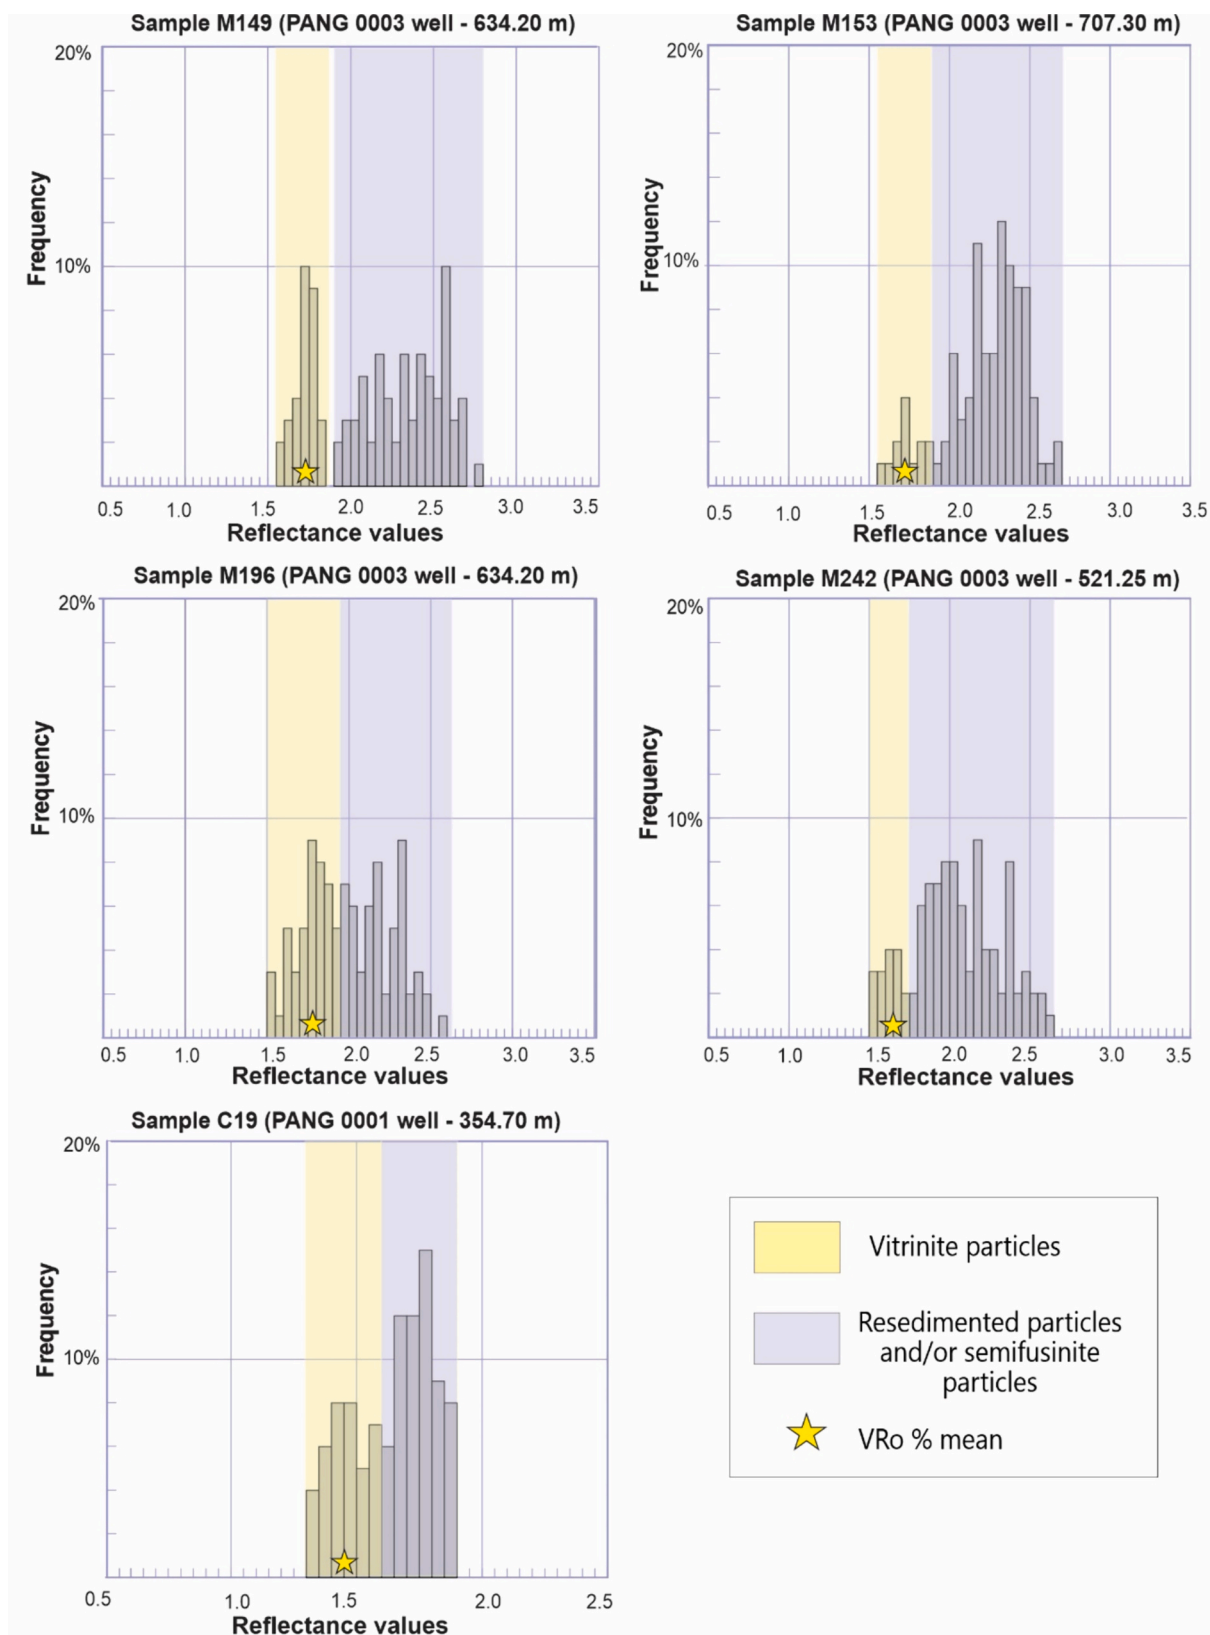 Sample M149 (PANG 0003 well - 634.20 m)
20%
10%
Frequency
0.5 1.0 1.5 2.0 2.5 3.0 3.5
Reflectance values
Sample M153 (PANG 0003 well - 707.30 m)
20%
10%
Frequency
0.5 1.0 1.5 2.0 2.5 3.0 3.5
Reflectance values
Sample M196 (PANG 0003 well - 634.20 m)
20%
10%
Frequency
0.5 1.0 1.5 2.0 2.5 3.0 3.5
Reflectance values
Sample M242 (PANG 0003 well - 521.25 m)
20%
10%
Frequency
0.5 1.0 1.5 2.0 2.5 3.0 3.5
Reflectance values
Sample C19 (PANG 0001 well - 354.70 m)
20%
10%
Frequency
0.5 1.0 1.5 2.0 2.5
Reflectance values
Vitrinite particles
Resedimented particles
and/or semifusinite
particles
VRo % mean